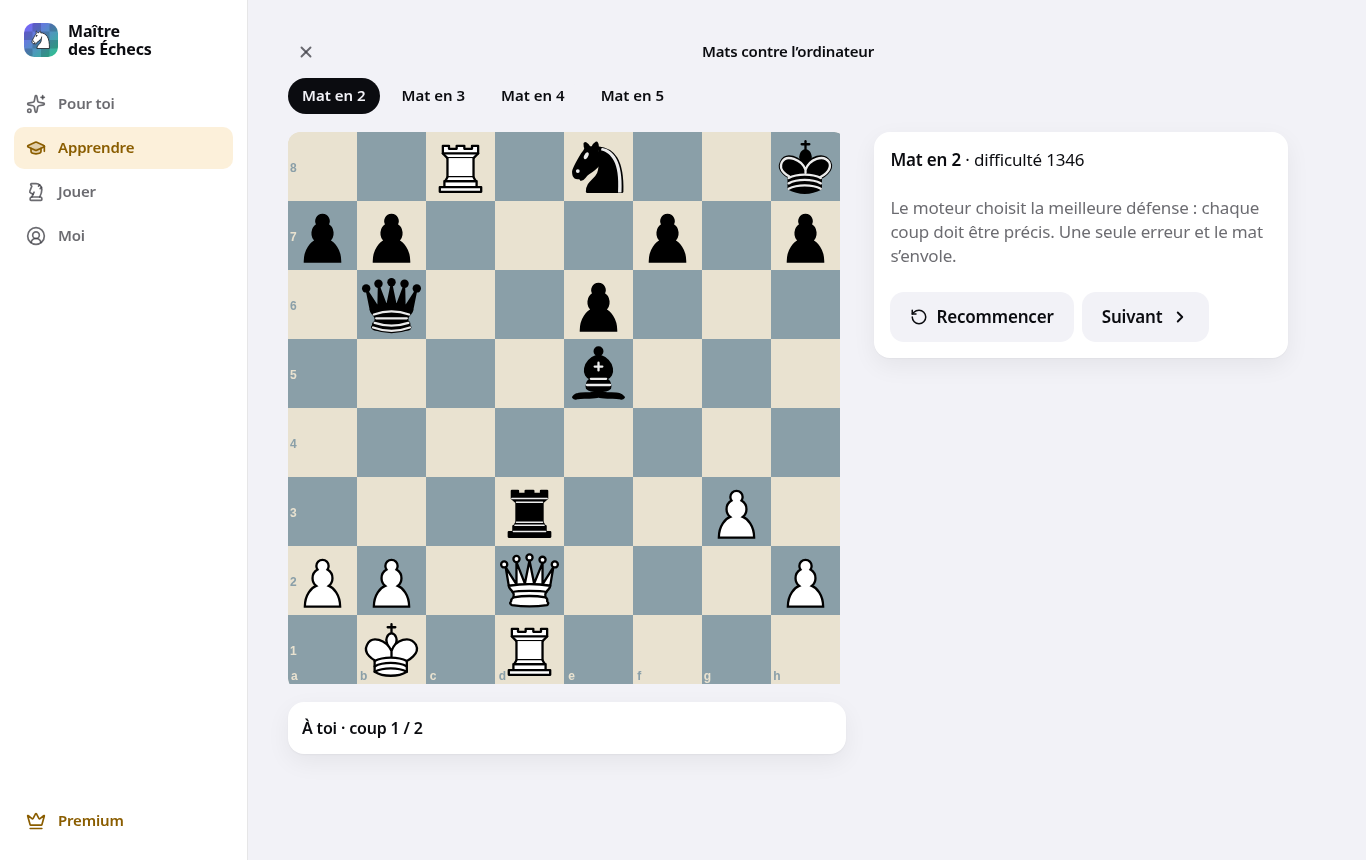 Maître
des Échecs
Pour toi
Apprendre
Jouer
Moi
Premium
Mats contre l’ordinateur
Mat en 2
Mat en 3
Mat en 4
Mat en 5
8
7
6
5
4
3
2
1
a b c d e f g h
À toi · coup 1 / 2
Mat en 2 · difficulté 1346
Le moteur choisit la meilleure défense : chaque
coup doit être précis. Une seule erreur et le mat
s’envole.
Recommencer
Suivant